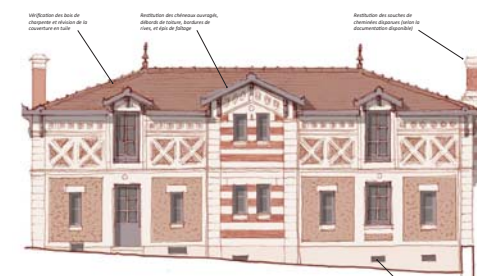 Vérification des bois de
charpente et révision de la
couverture en tuile
Restitution des chéneaux ouvragés,
débords de toiture, bordures de
rives, et épis de faîtage
Restitution des souches de
cheminées disparues (selon la
documentation disponible)